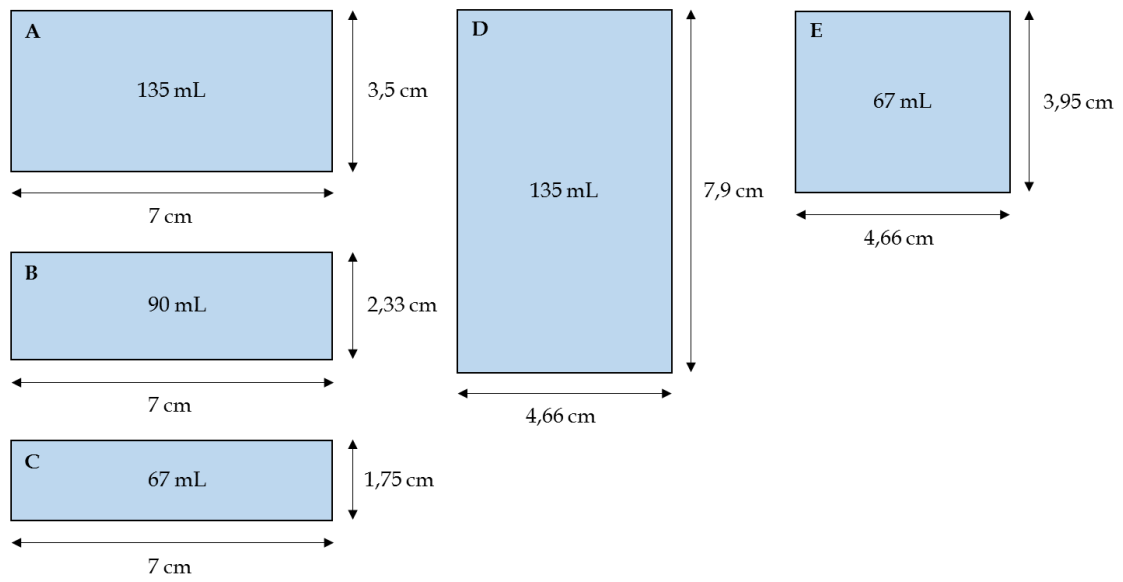 A
135 mL
3,5 cm
7 cm
B
90 mL
2,33 cm
7 cm
C
67 mL
1,75 cm
7 cm
D
135 mL
7,9 cm
4,66 cm
E
67 mL
3,95 cm
4,66 cm